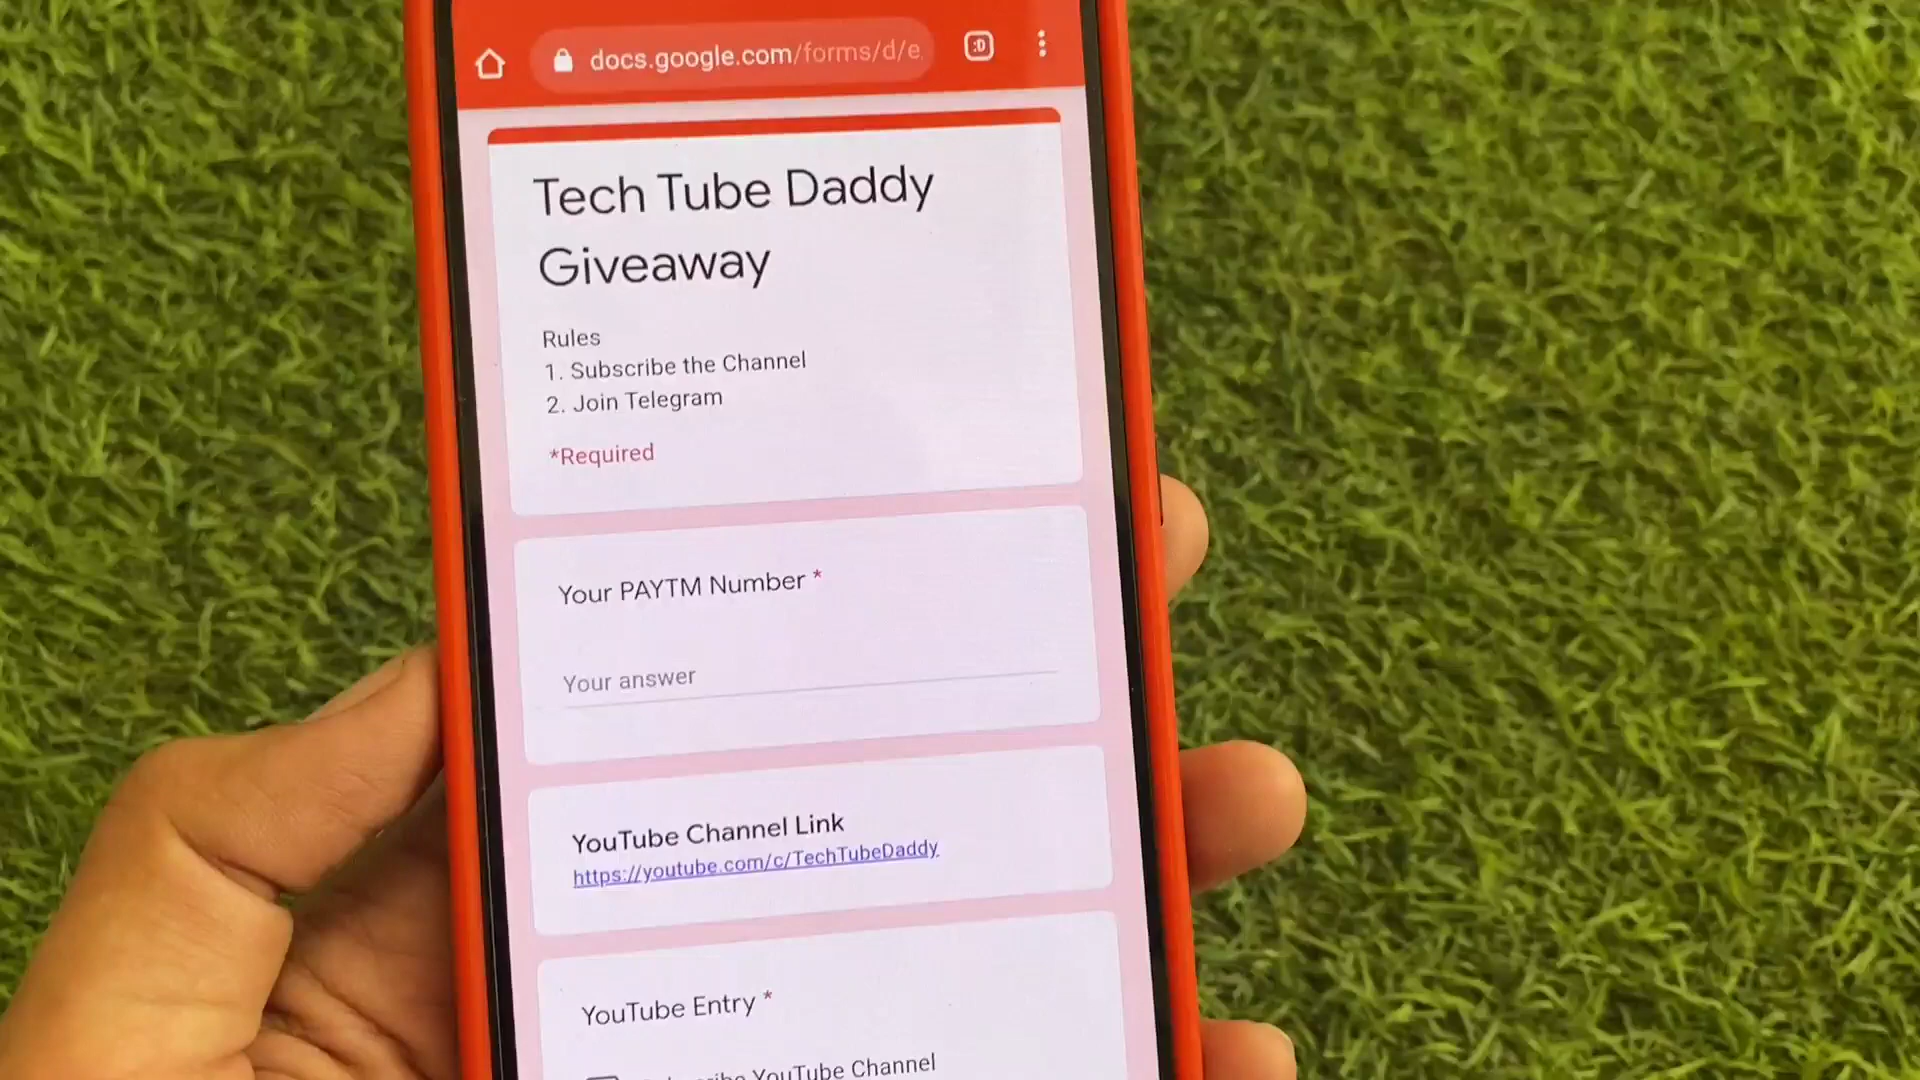 docs.google.com/forms/d/e
:D
Tech Tube Daddy
Giveaway
Rules
1. Subscribe the Channel
2. Join Telegram
*Required
Your PAYTM Number *
Your answer
YouTube Channel Link
https://youtube.com/c/TechTubeDaddy
YouTube Entry *
YouTube Channel